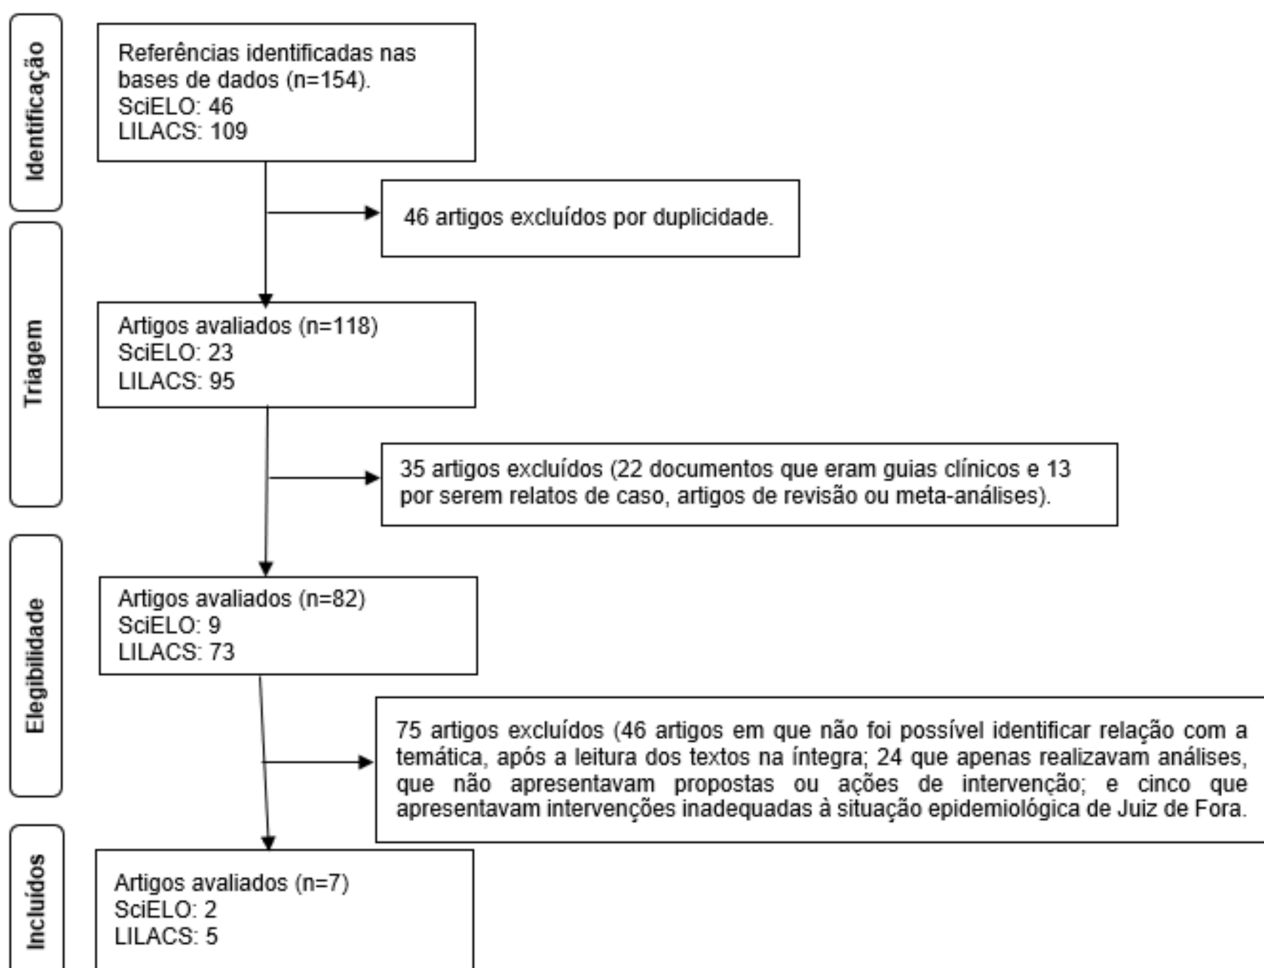 Identificação
Referências identificadas nas
bases de dados (n=154).
SciELO: 46
LILACS: 109
46 artigos excluídos por duplicidade.
Triagem
Artigos avaliados (n=118)
SciELO: 23
LILACS: 95
35 artigos excluídos (22 documentos que eram guias clínicos e 13
por serem relatos de caso, artigos de revisão ou meta-análises).
Elegibilidade
Artigos avaliados (n=82)
SciELO: 9
LILACS: 73
75 artigos excluídos (46 artigos em que não foi possível identificar relação com a
temática, após a leitura dos textos na íntegra; 24 que apenas realizavam análises,
que não apresentavam propostas ou ações de intervenção; e cinco que
apresentavam intervenções inadequadas à situação epidemiológica de Juiz de Fora.
Incluídos
Artigos avaliados (n=7)
SciELO: 2
LILACS: 5